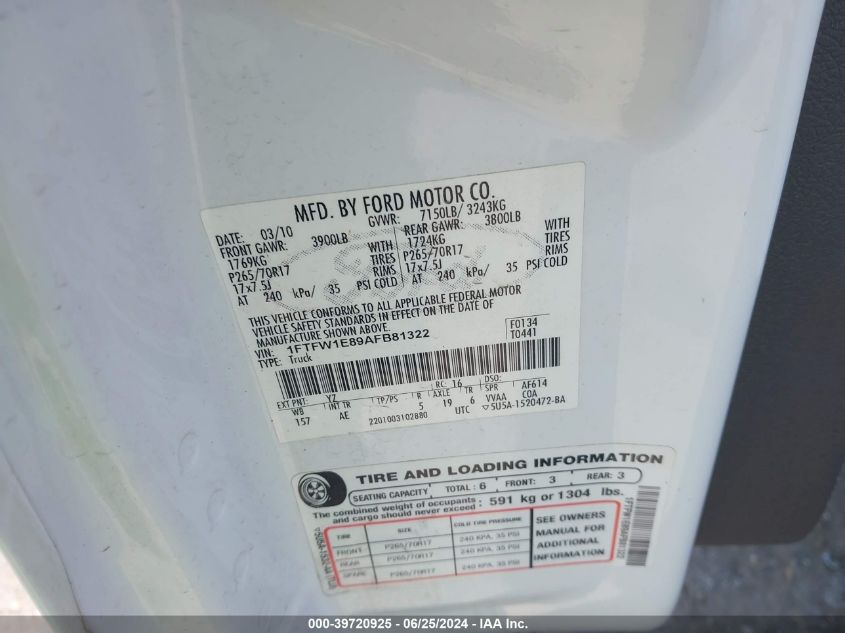 MFD. BY FORD MOTOR CO.
DATE: 03/10 GVWR: 7150LB/ 3243KG
FRONT GAWR: 3900LB REAR GAWR: 3800LB
1769KG WITH 1724KG WITH
P265/70R17 TIRES P265/70R17 TIRES
17x7.5J RIMS 17x7.5J RIMS
AT 240 kPa/ 35 PSI COLD AT 240 kPa/ 35 PSI COLD
THIS VEHICLE CONFORMS TO ALL APPLICABLE FEDERAL MOTOR
VEHICLE SAFETY STANDARDS IN EFFECT ON THE DATE OF
MANUFACTURE SHOWN ABOVE.
VIN: 1FTFW1E89AFB81322 F0134
TYPE: Truck T0441
EXT PNT: YZ RC: 16 DSO:
WB INT TR TP/PS R AXLE TR SPR AF614
157 AE 5 19 6 VVAA COA
2201003102880 UTC ▽5U5A-1520472-BA
TIRE AND LOADING INFORMATION
SEATING CAPACITY TOTAL: 6 FRONT: 3 REAR: 3
The combined weight of occupants and cargo should never exceed: 591 kg or 1304 lbs.
TIRE SIZE COLD TIRE PRESSURE
FRONT P265/70R17 240 KPA, 35 PSI
REAR P265/70R17 240 KPA, 35 PSI
SPARE P265/70R17 240 KPA, 35 PSI
SEE OWNERS
MANUAL FOR
ADDITIONAL
INFORMATION
1FTFW1E89AFB81322
000-39720925 - 06/25/2024 - IAA Inc.